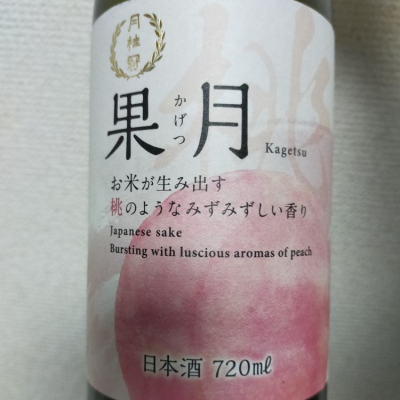 月桂冠
桃
かげつ
果月
Kagetsu
お米が生み出す
桃のようなみずみずしい香り
Japanese sake
Bursting with luscious aromas of peach
日本酒 720ml